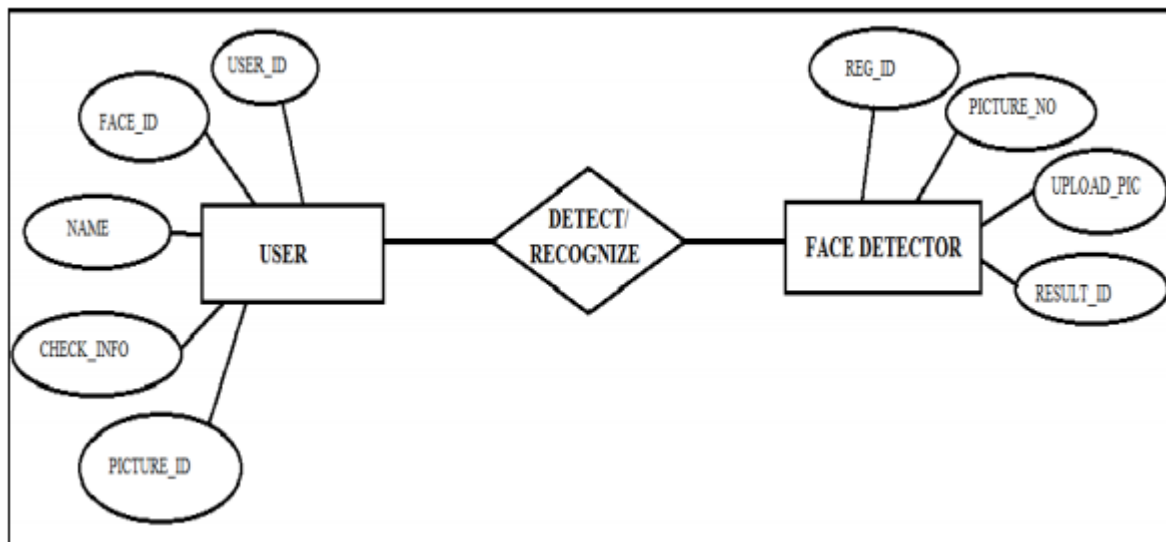 USER_ID
REG_ID
PICTURE_NO
FACE_ID
UPLOAD_PIC
NAME
DETECT/
RECOGNIZE
USER
FACE DETECTOR
RESULT_ID
CHECK_INFO
PICTURE_ID